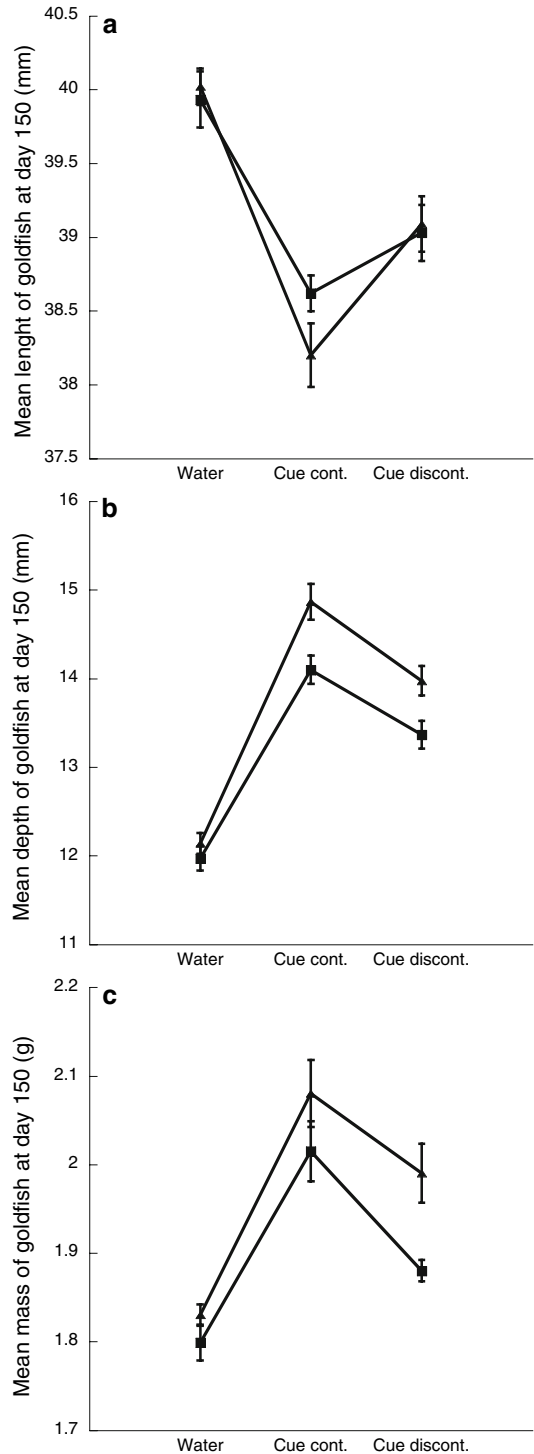 a
Mean lenght of goldfish at day 150 (mm)
40.5
40
39.5
39
38.5
38
37.5
Water Cue cont. Cue discont.
b
Mean depth of goldfish at day 150 (mm)
16
15
14
13
12
11
Water Cue cont. Cue discont.
c
Mean mass of goldfish at day 150 (g)
2.2
2.1
2
1.9
1.8
1.7
Water Cue cont. Cue discont.